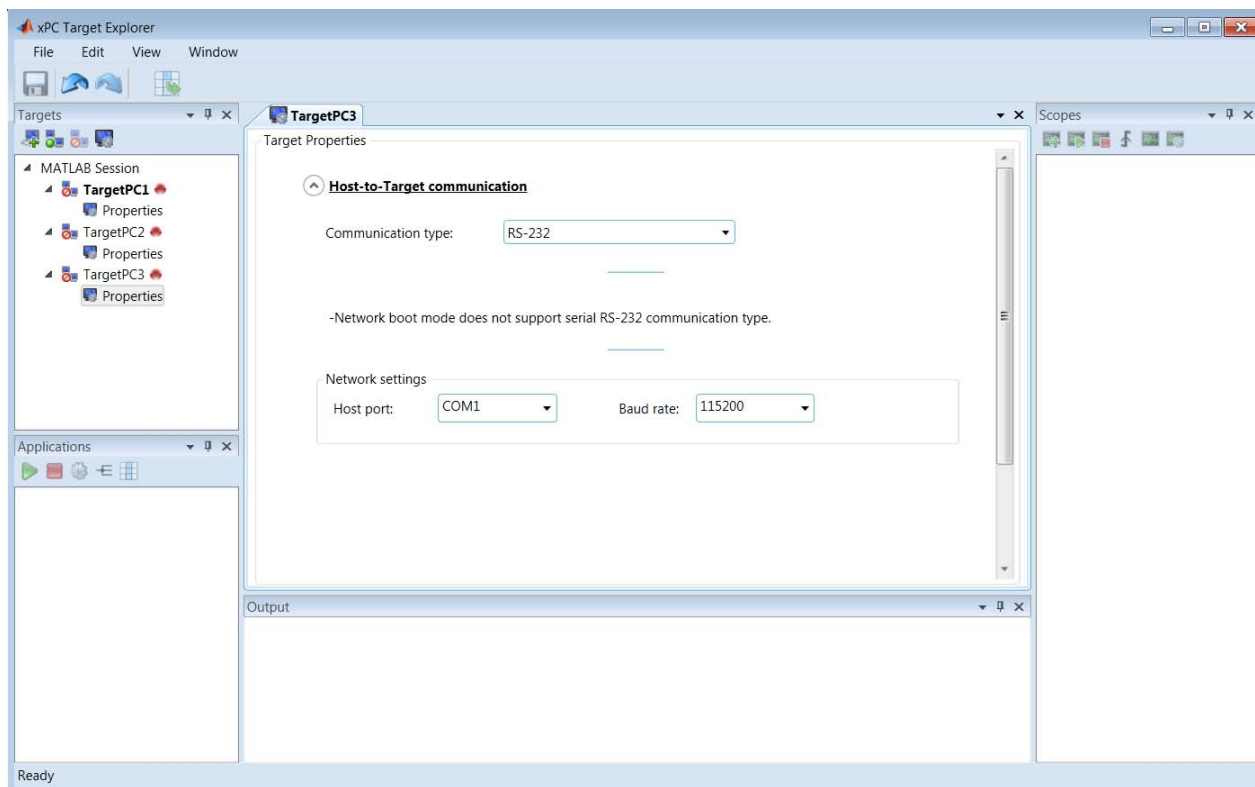 xPC Target Explorer
File Edit View Window
Targets
TargetPC3
Scopes
Target Properties
MATLAB Session
TargetPC1
Properties
TargetPC2
Properties
TargetPC3
Properties
Host-to-Target communication
Communication type: RS-232
-Network boot mode does not support serial RS-232 communication type.
Network settings
Host port: COM1 Baud rate: 115200
Applications
Output
Ready